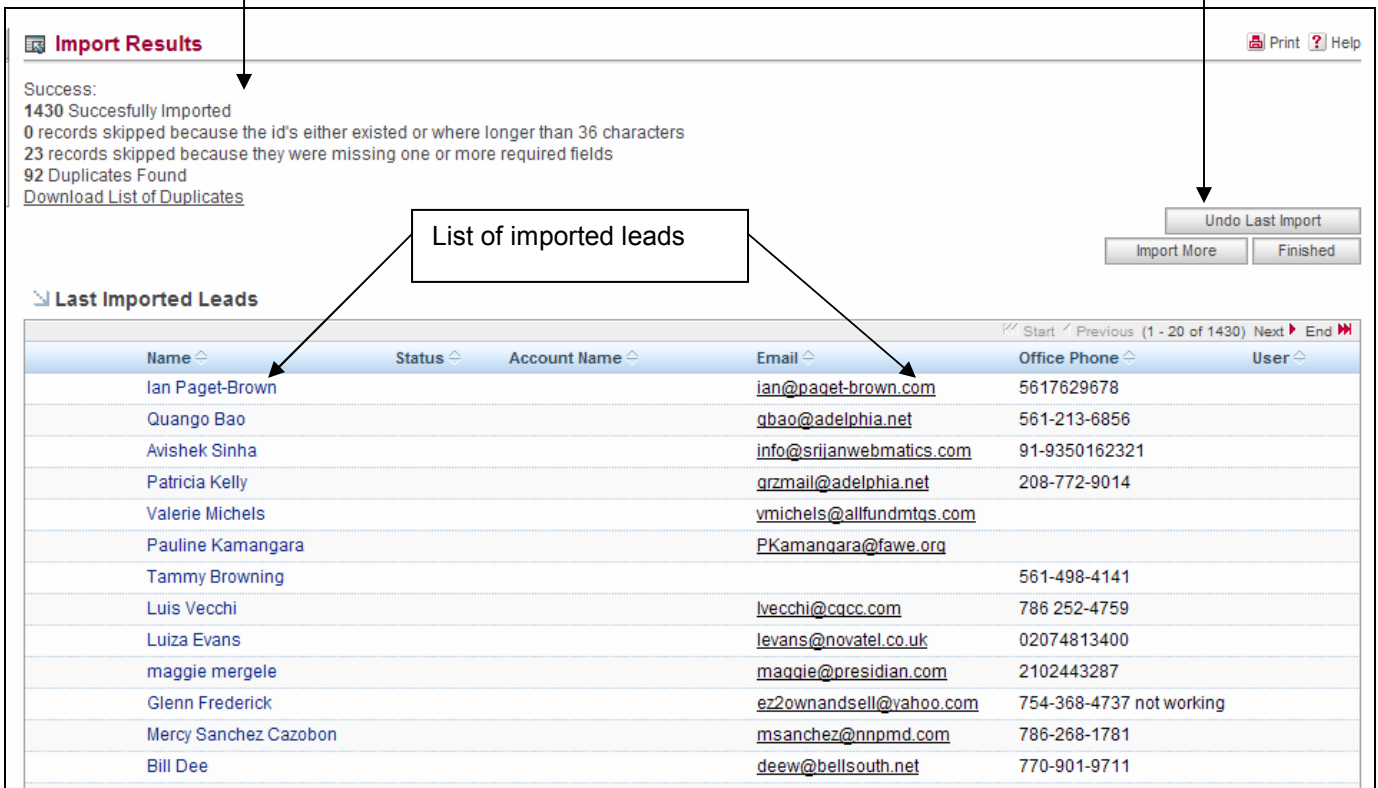 Import Results
Print ? Help
Success:
1430 Succesfully Imported
0 records skipped because the id's either existed or where longer than 36 characters
23 records skipped because they were missing one or more required fields
92 Duplicates Found
Download List of Duplicates
Undo Last Import
List of imported leads
Import More Finished
Last Imported Leads
Start Previous (1 - 20 of 1430) Next End
Name Status Account Name Email Office Phone User
Ian Paget-Brown ian@paget-brown.com 5617629678
Quango Bao qbao@adelphia.net 561-213-6856
Avishek Sinha info@srijanwebmatics.com 91-9350162321
Patricia Kelly grzmail@adelphia.net 208-772-9014
Valerie Michels vmichels@allfundmtgs.com
Pauline Kamangara PKamangara@fawe.org
Tammy Browning 561-498-4141
Luis Vecchi lvecchi@cgcc.com 786 252-4759
Luiza Evans levans@novatel.co.uk 02074813400
maggie mergele maggie@presidian.com 2102443287
Glenn Frederick ez2ownandsell@yahoo.com 754-368-4737 not working
Mercy Sanchez Cazobon msanchez@nnpmd.com 786-268-1781
Bill Dee deew@bellsouth.net 770-901-9711